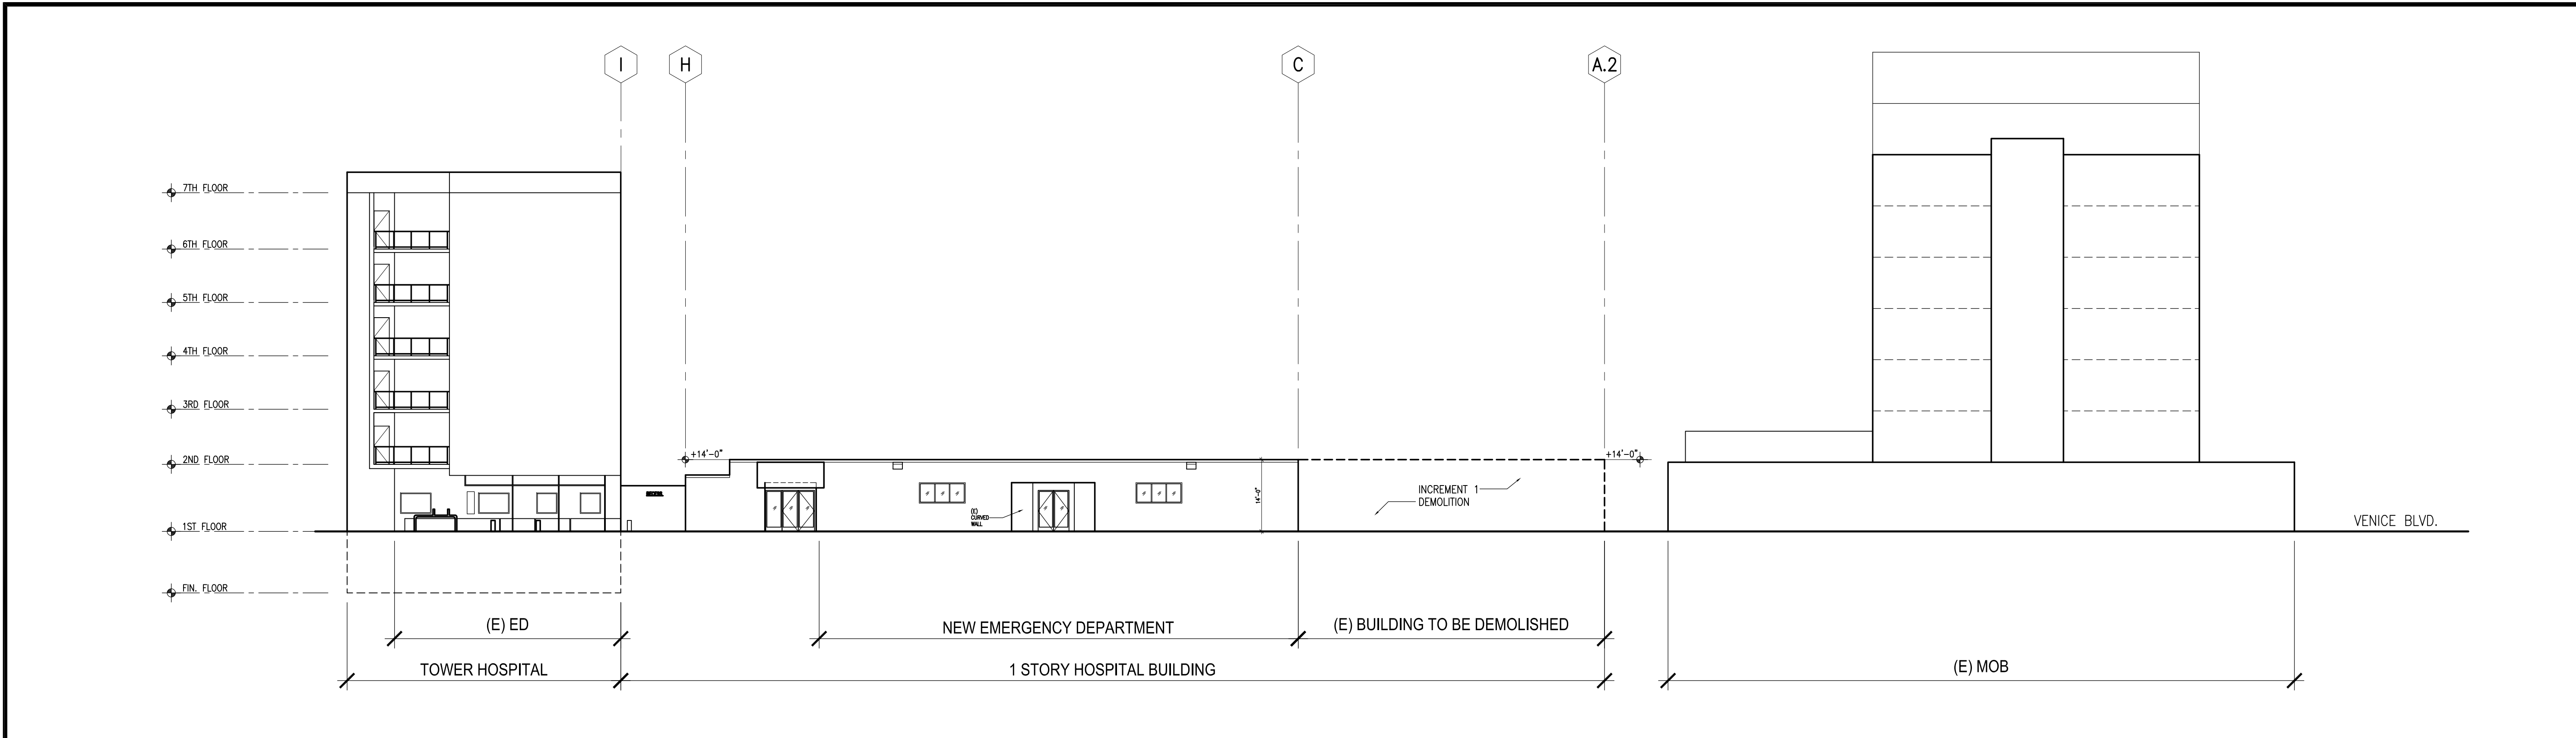 I
H
C
A.2
7TH FLOOR
6TH FLOOR
5TH FLOOR
4TH FLOOR
3RD FLOOR
2ND FLOOR
1ST FLOOR
FIN. FLOOR
+14'-0"
+14'-0"
14'-0"
INCREMENT 1
DEMOLITION
CURVED
WALL
VENICE BLVD.
(E) ED
NEW EMERGENCY DEPARTMENT
(E) BUILDING TO BE DEMOLISHED
TOWER HOSPITAL
1 STORY HOSPITAL BUILDING
(E) MOB